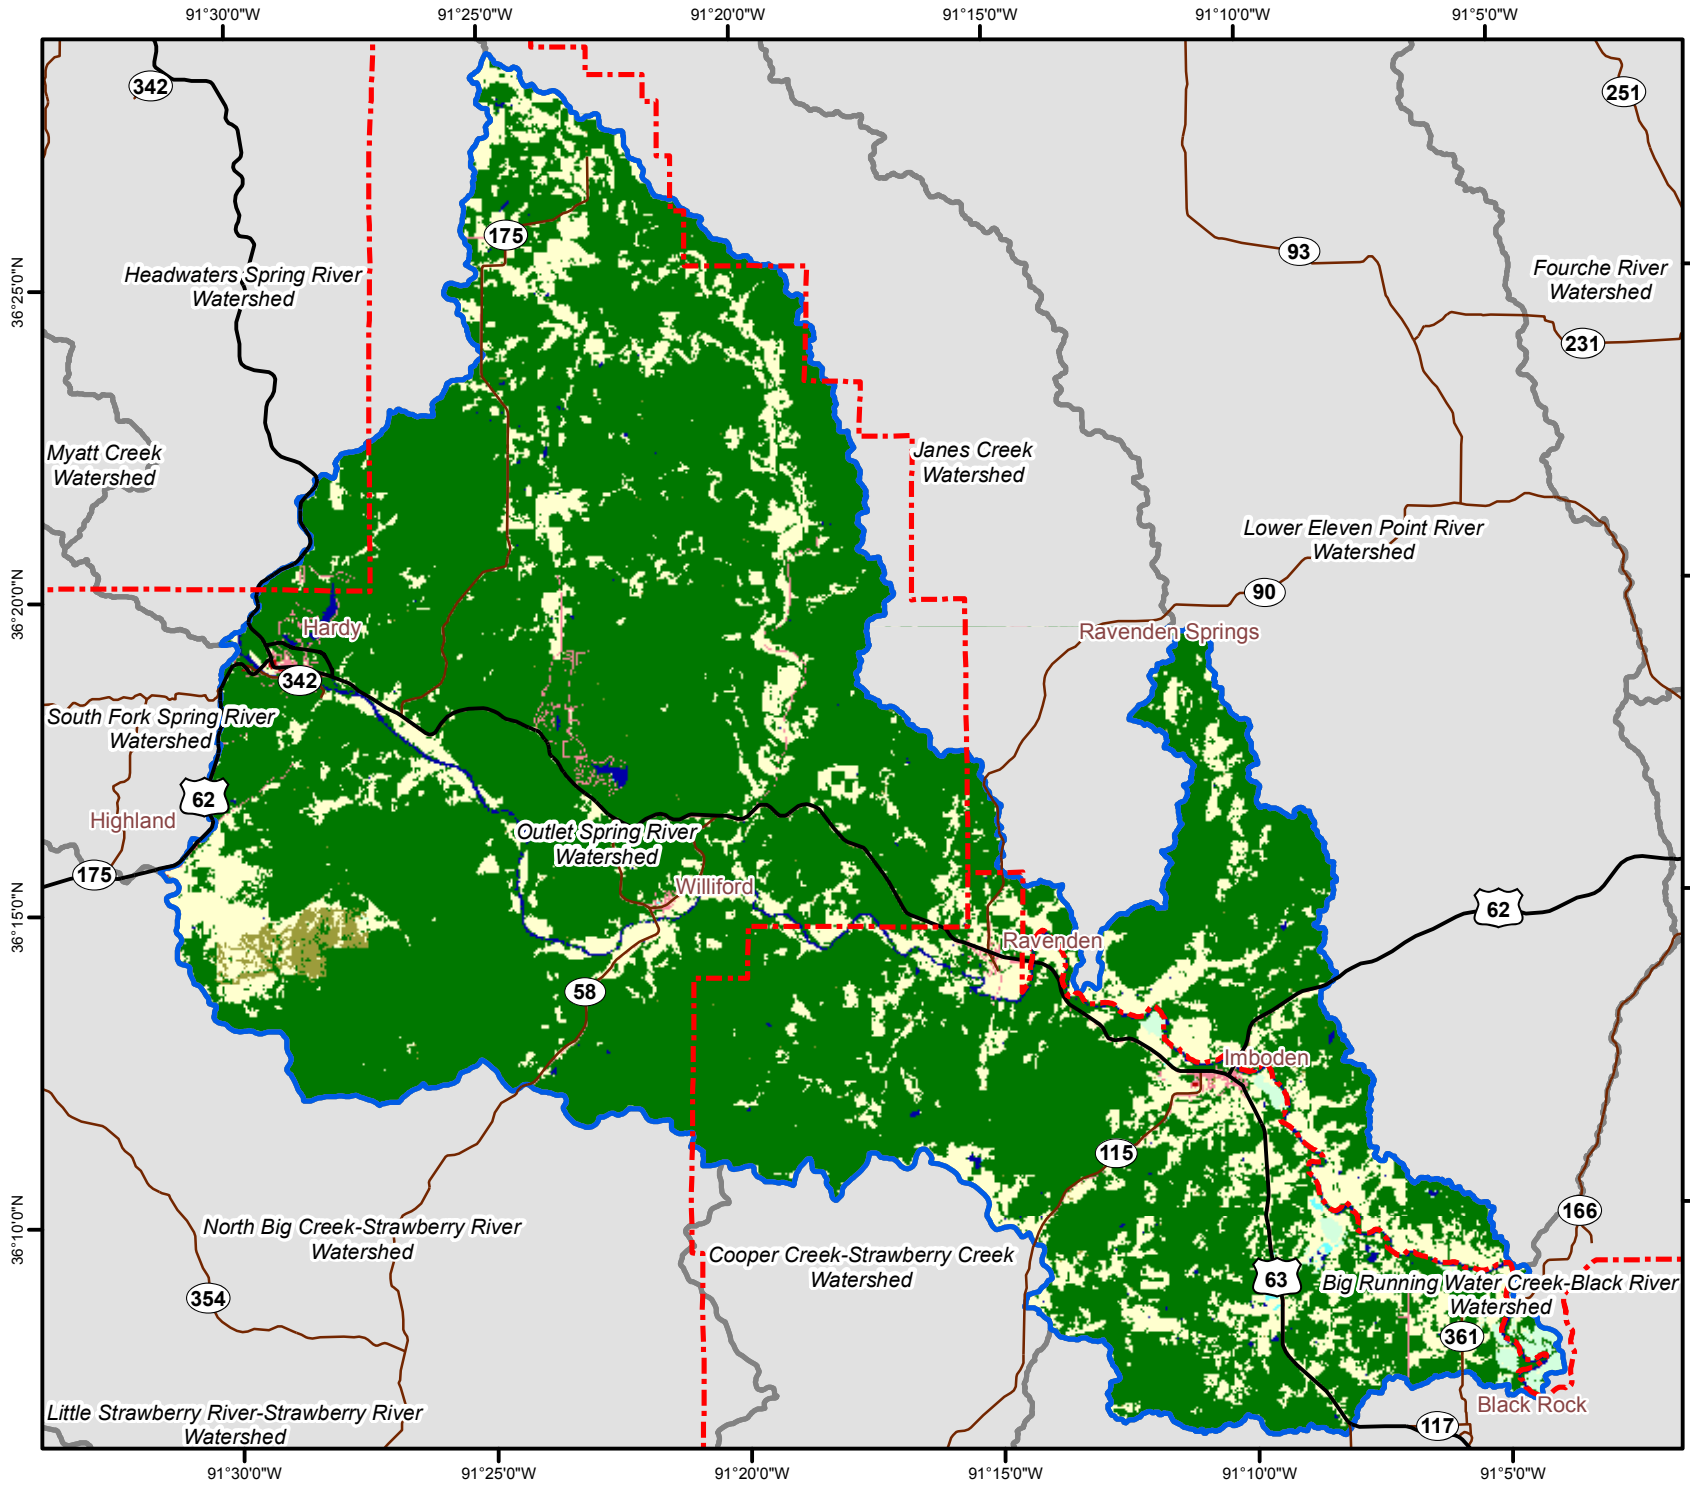 91°30'0"W
91°25'0"W
91°20'0"W
91°15'0"W
91°10'0"W
91°5'0"W
342
251
175
93
Headwaters Spring River
Watershed
Fourche River
Watershed
36°25'0"N
231
Myatt Creek
Watershed
Janes Creek
Watershed
Lower Eleven Point River
Watershed
90
36°20'0"N
Hardy
Ravenden Springs
342
South Fork Spring River
Watershed
62
Highland
Outlet Spring River
Watershed
175
Williford
62
36°15'0"N
Ravenden
58
Imboden
115
36°10'0"N
166
North Big Creek-Strawberry River
Watershed
Cooper Creek-Strawberry Creek
Watershed
63
Big Running Water Creek-Black River
Watershed
354
361
Black Rock
Little Strawberry River-Strawberry River
Watershed
117
91°30'0"W
91°25'0"W
91°20'0"W
91°15'0"W
91°10'0"W
91°5'0"W